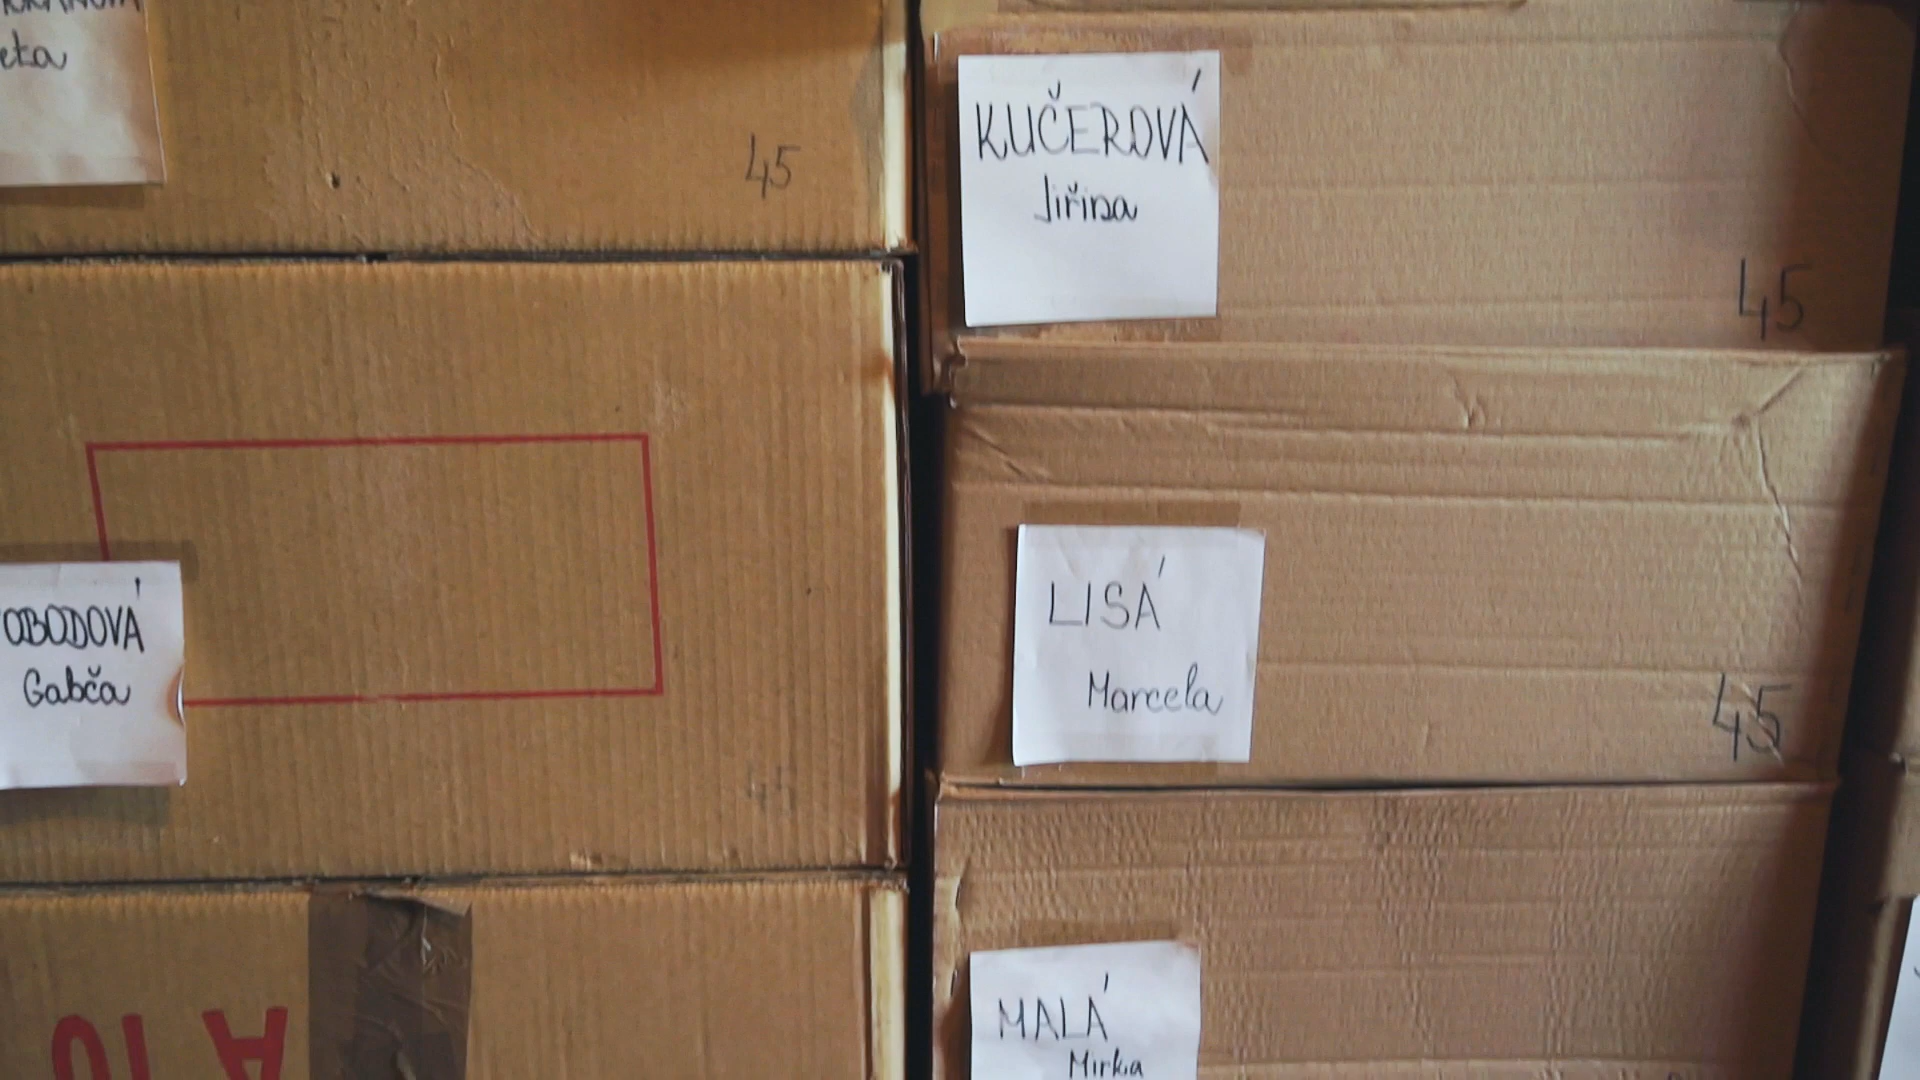 45
OBODOVÁ
Gabča
KUČEROVÁ
Jiřina
45
LISÁ
Marcela
45
MALÁ
Mirka